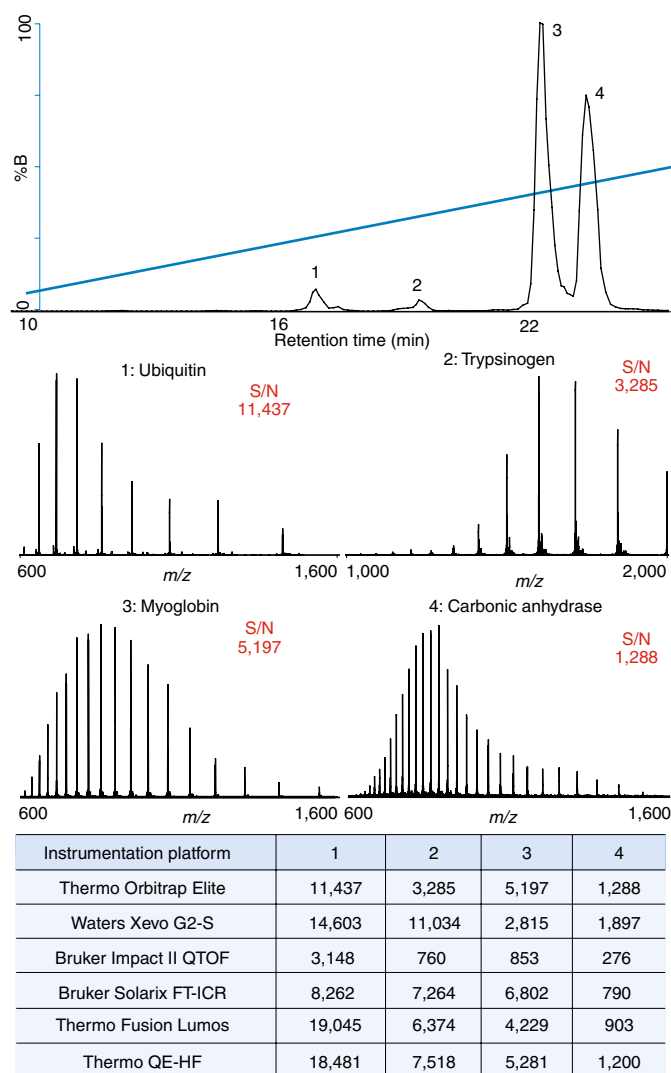 100
3
4
%B
1
2
0
10
16
22
Retention time (min)
1: Ubiquitin
S/N
11,437
600
m/z
1,600
2: Trypsinogen
S/N
3,285
1,000
m/z
2,000
3: Myoglobin
S/N
5,197
600
m/z
1,600
4: Carbonic anhydrase
S/N
1,288
600
m/z
1,600
Instrumentation platform 1 2 3 4
Thermo Orbitrap Elite 11,437 3,285 5,197 1,288
Waters Xevo G2-S 14,603 11,034 2,815 1,897
Bruker Impact II QTOF 3,148 760 853 276
Bruker Solarix FT-ICR 8,262 7,264 6,802 790
Thermo Fusion Lumos 19,045 6,374 4,229 903
Thermo QE-HF 18,481 7,518 5,281 1,200